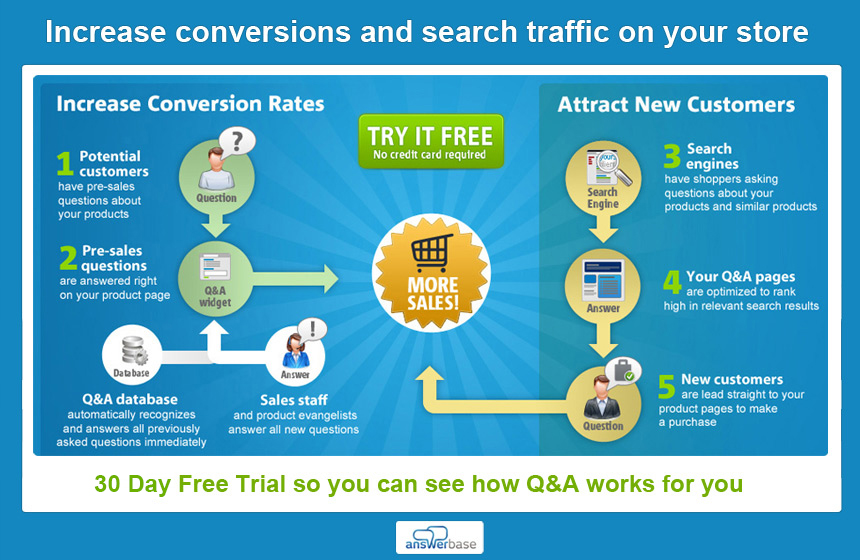 Increase conversions and search traffic on your store
Increase Conversion Rates
1 Potential
customers
have pre-sales
questions about
your products
?
Question
2 Pre-sales
questions
are answered right
on your product page
Q&A
widget
Database
!
Answer
Q&A database
automatically recognizes
and answers all previously
asked questions immediately
Sales staff
and product evangelists
answer all new questions
TRY IT FREE
No credit card required
MORE
SALES!
Attract New Customers
Search
Engine
3 Search
engines
have shoppers asking
questions about your
products and similar products
Answer
4 Your Q&A pages
are optimized to rank
high in relevant search results
Question
5 New customers
are lead straight to your
product pages to make
a purchase
30 Day Free Trial so you can see how Q&A works for you
answerbase